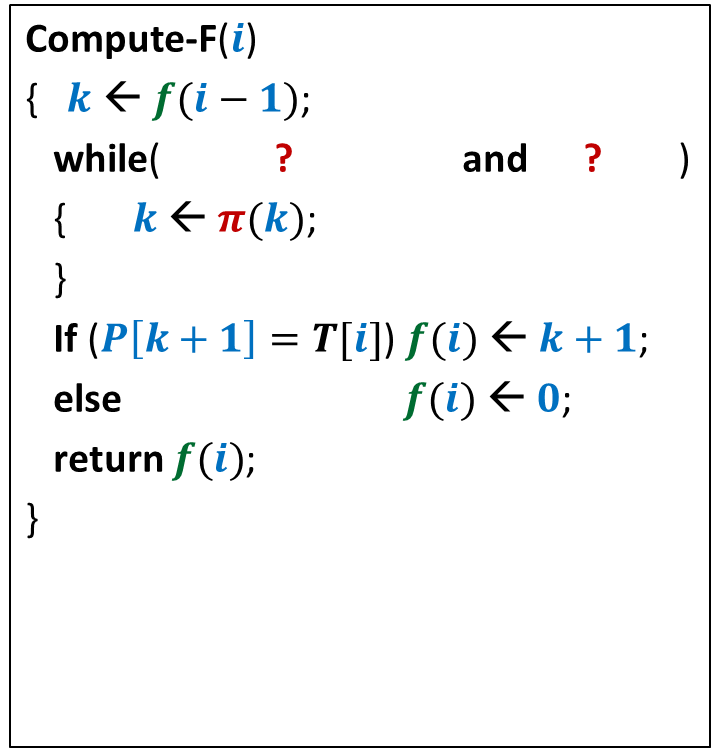 Compute-F(i)
{ k ← f(i − 1);
while( ? and ? )
{ k ← π(k);
}
If (P[k + 1] = T[i]) f(i) ← k + 1;
else f(i) ← 0;
return f(i);
}